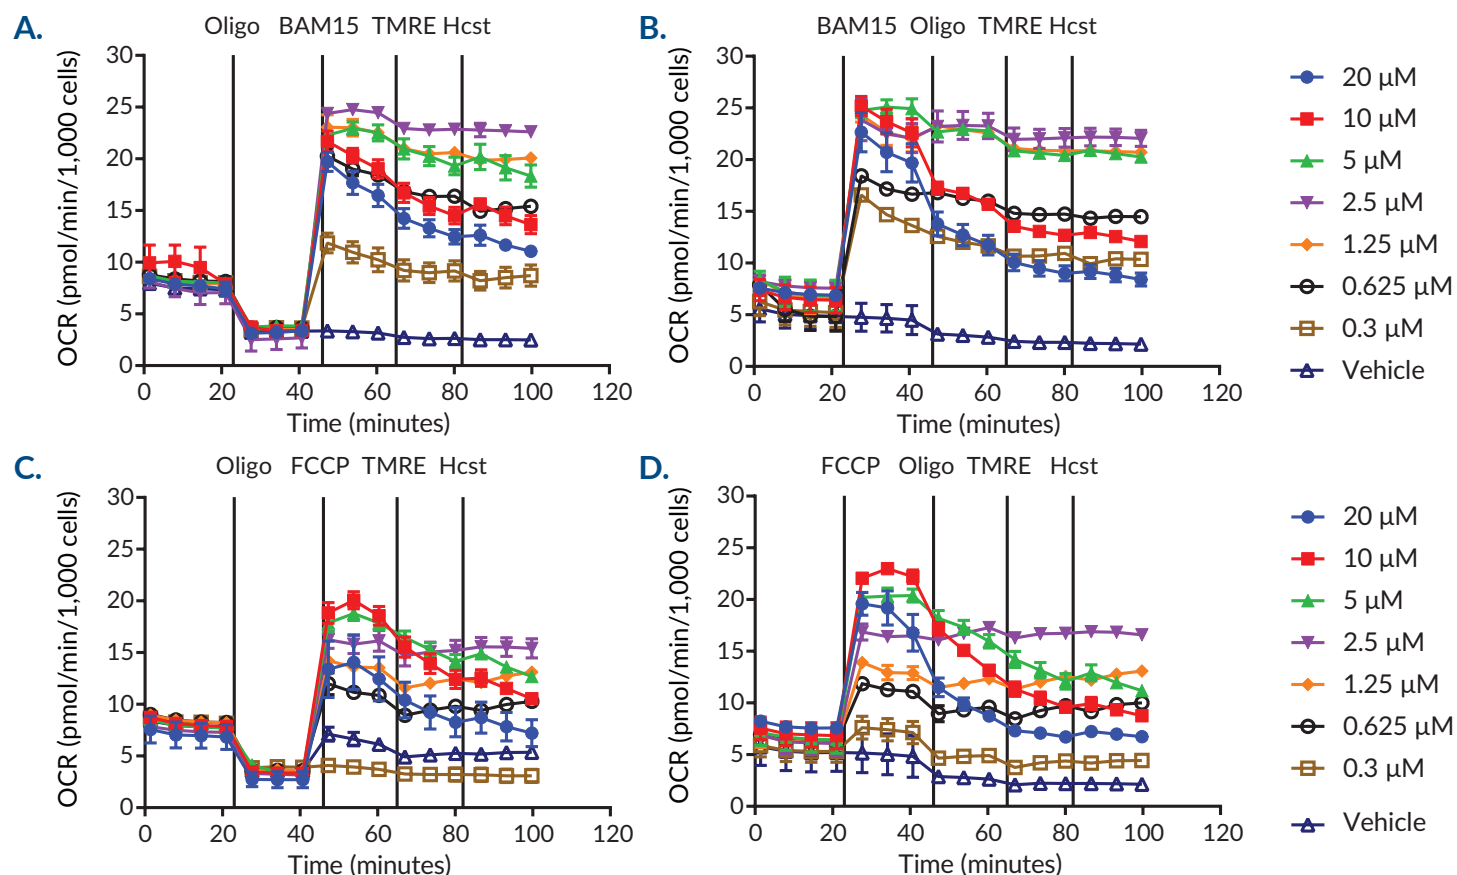 A.
Oligo BAM15 TMRE Hcst
OCR (pmol/min/1,000 cells)
30
25
20
15
10
5
0
0 20 40 60 80 100 120
Time (minutes)
B.
BAM15 Oligo TMRE Hcst
OCR (pmol/min/1,000 cells)
30
25
20
15
10
5
0
0 20 40 60 80 100 120
Time (minutes)
20 µM
10 µM
5 µM
2.5 µM
1.25 µM
0.625 µM
0.3 µM
Vehicle
C.
Oligo FCCP TMRE Hcst
OCR (pmol/min/1,000 cells)
30
25
20
15
10
5
0
0 20 40 60 80 100 120
Time (minutes)
D.
FCCP Oligo TMRE Hcst
OCR (pmol/min/1,000 cells)
30
25
20
15
10
5
0
0 20 40 60 80 100 120
Time (minutes)
20 µM
10 µM
5 µM
2.5 µM
1.25 µM
0.625 µM
0.3 µM
Vehicle